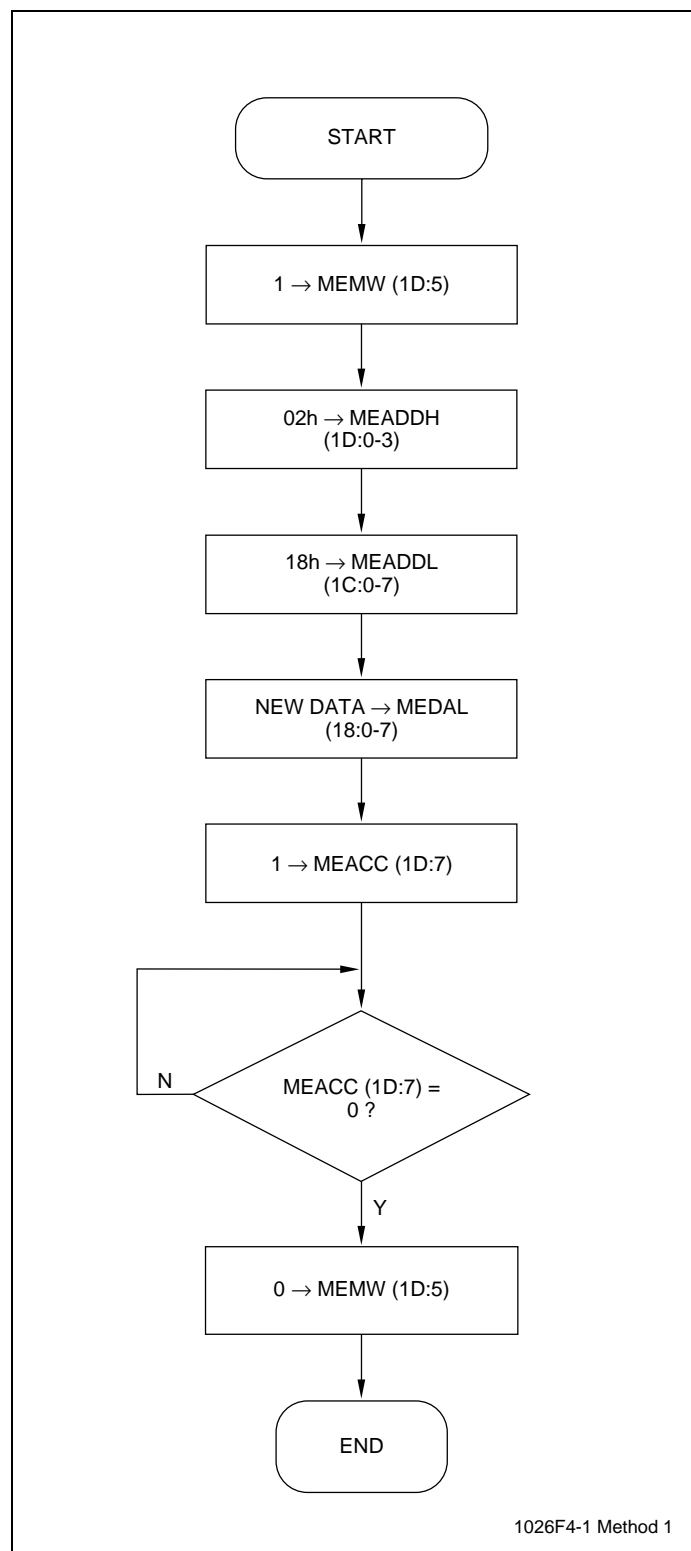 START
1 → MEMW (1D:5)
02h → MEADDH
(1D:0-3)
18h → MEADDL
(1C:0-7)
NEW DATA → MEDAL
(18:0-7)
1 → MEACC (1D:7)
MEACC (1D:7) =
0 ?
N
Y
0 → MEMW (1D:5)
END
1026F4-1 Method 1